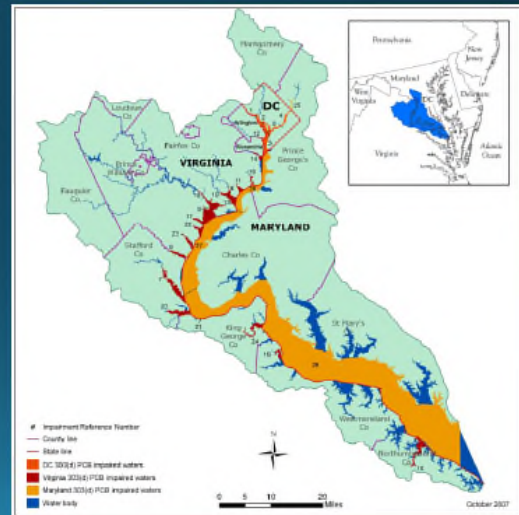 Montgomery
Co
Pennsylvania
New
Jersey
Maryland
West
Virginia
DC
Delaware
Virginia
Atlantic
Ocean
DC
Loudoun
Co
Arlington
Fairfax Co
VIRGINIA
Prince
George's
Co
Prince
William Co
Fauquier
Co
MARYLAND
Stafford
Co
Charles
Co
King
George
Co
St Mary's
Westmoreland
Co
Northumberland
Co
# Impairment Reference Number
County line
State line
DC 303(d) PCB impaired waters
Virginia 303(d) PCB impaired waters
Maryland 303(d) PCB impaired waters
Water body
N
0 5 10 20
Miles
October 2007